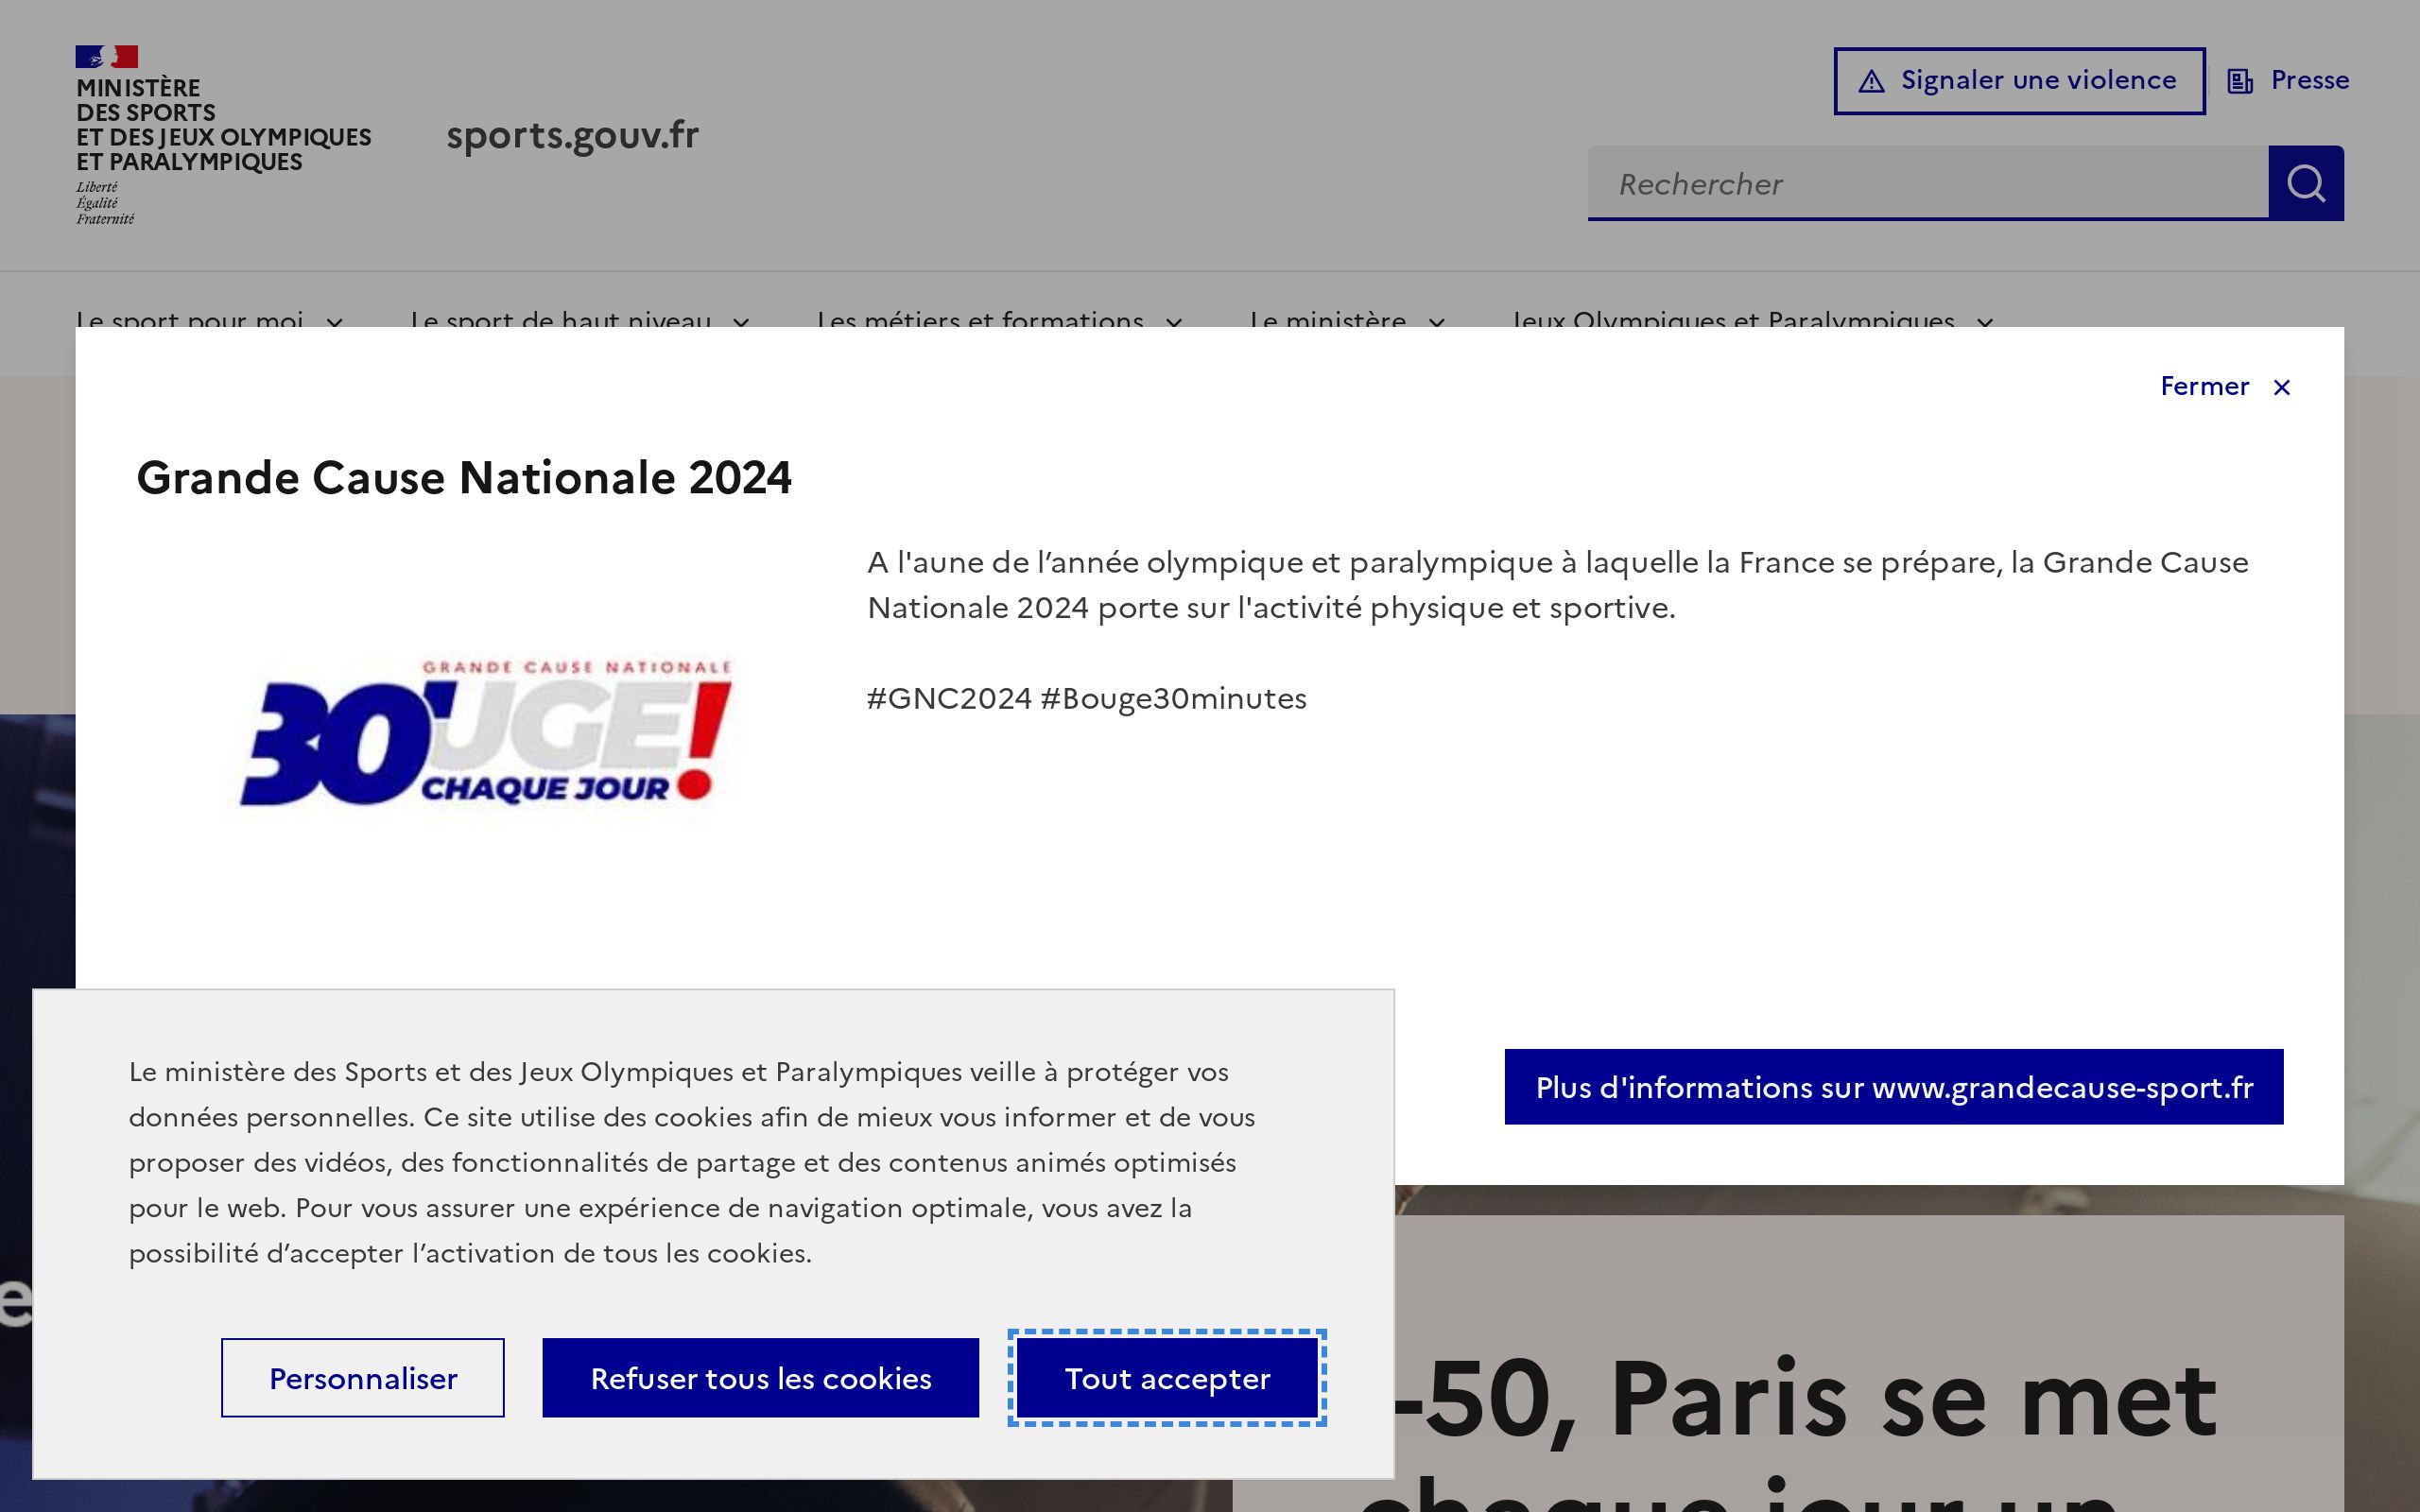 MINISTÈRE
DES SPORTS
ET DES JEUX OLYMPIQUES
ET PARALYMPIQUES
Liberté
Égalité
Fraternité
sports.gouv.fr
Signaler une violence
Presse
Rechercher
Le sport pour moi
Le sport de haut niveau
Les métiers et formations
Le ministère
Jeux Olympiques et Paralympiques
Fermer
Grande Cause Nationale 2024
A l'aune de l’année olympique et paralympique à laquelle la France se prépare, la Grande Cause
Nationale 2024 porte sur l'activité physique et sportive.
#GNC2024 #Bouge30minutes
GRANDE CAUSE NATIONALE
30'UGE!
CHAQUE JOUR
Plus d'informations sur www.grandecause-sport.fr
Le ministère des Sports et des Jeux Olympiques et Paralympiques veille à protéger vos
données personnelles. Ce site utilise des cookies afin de mieux vous informer et de vous
proposer des vidéos, des fonctionnalités de partage et des contenus animés optimisés
pour le web. Pour vous assurer une expérience de navigation optimale, vous avez la
possibilité d’accepter l’activation de tous les cookies.
Personnaliser
Refuser tous les cookies
Tout accepter
-50, Paris se met
chaque jour un